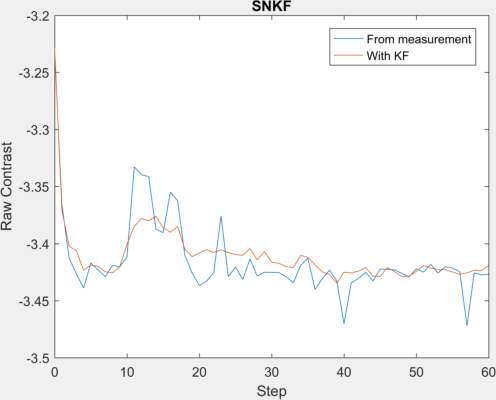 SNKF
-3.2
From measurement
With KF
-3.25
-3.3
-3.35
-3.4
-3.45
-3.5
Raw Contrast
0 10 20 30 40 50 60
Step